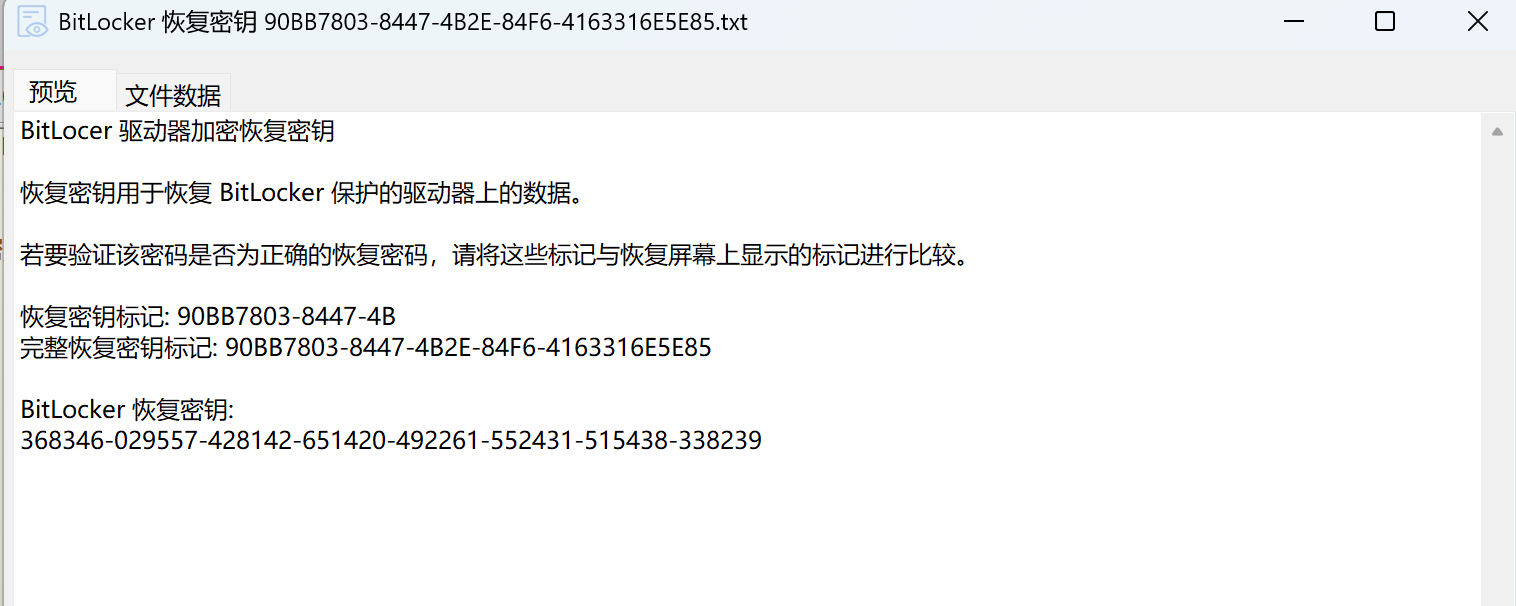 BitLocker 恢复密钥 90BB7803-8447-4B2E-84F6-4163316E5E85.txt
预览 文件数据
BitLocer 驱动器加密恢复密钥
恢复密钥用于恢复 BitLocker 保护的驱动器上的数据。
若要验证该密码是否为正确的恢复密码，请将这些标记与恢复屏幕上显示的标记进行比较。
恢复密钥标记: 90BB7803-8447-4B
完整恢复密钥标记: 90BB7803-8447-4B2E-84F6-4163316E5E85
BitLocker 恢复密钥:
368346-029557-428142-651420-492261-552431-515438-338239